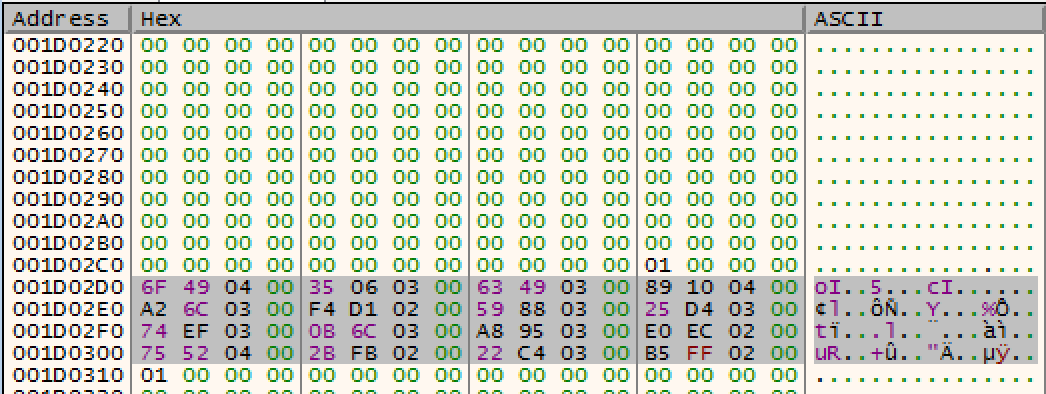 Address Hex ASCII
001D0220 00 00 00 00 00 00 00 00 00 00 00 00 00 00 00 00 ................
001D0230 00 00 00 00 00 00 00 00 00 00 00 00 00 00 00 00 ................
001D0240 00 00 00 00 00 00 00 00 00 00 00 00 00 00 00 00 ................
001D0250 00 00 00 00 00 00 00 00 00 00 00 00 00 00 00 00 ................
001D0260 00 00 00 00 00 00 00 00 00 00 00 00 00 00 00 00 ................
001D0270 00 00 00 00 00 00 00 00 00 00 00 00 00 00 00 00 ................
001D0280 00 00 00 00 00 00 00 00 00 00 00 00 00 00 00 00 ................
001D0290 00 00 00 00 00 00 00 00 00 00 00 00 00 00 00 00 ................
001D02A0 00 00 00 00 00 00 00 00 00 00 00 00 00 00 00 00 ................
001D02B0 00 00 00 00 00 00 00 00 00 00 00 00 00 00 00 00 ................
001D02C0 00 00 00 00 00 00 00 00 00 00 00 00 01 00 00 00 ................
001D02D0 6F 49 04 00 35 06 03 00 63 49 03 00 89 10 04 00 oI..5...cI......
001D02E0 A2 6C 03 00 F4 D1 02 00 59 88 03 00 25 D4 03 00 ¢l..ôÑ..Y...%Ô..
001D02F0 74 EF 03 00 0B 6C 03 00 A8 95 03 00 E0 EC 02 00 tï...l..¨...àì..
001D0300 75 52 04 00 2B FB 02 00 22 C4 03 00 B5 FF 02 00 uR..+û.."Ä..µÿ..
001D0310 01 00 00 00 00 00 00 00 00 00 00 00 00 00 00 00 ................